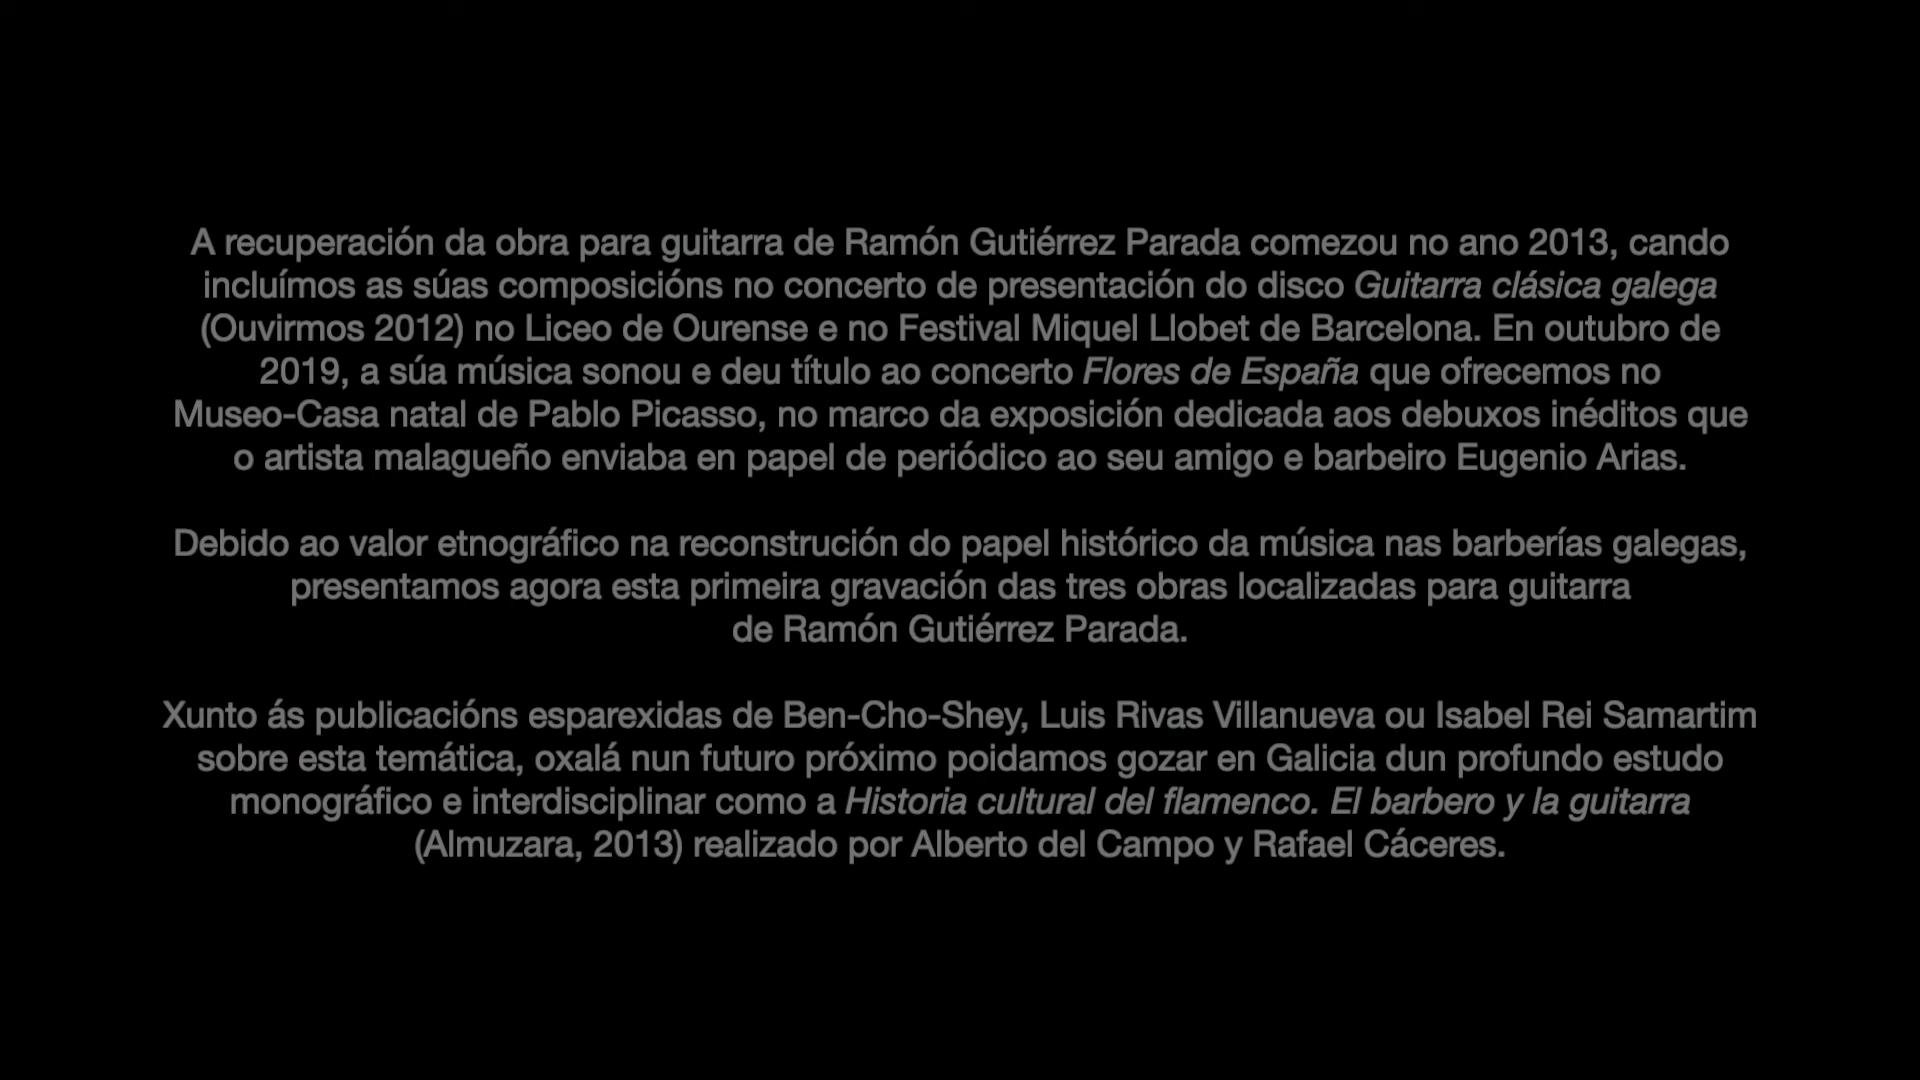 A recuperación da obra para guitarra de Ramón Gutiérrez Parada comezou no ano 2013, cando
incluímos as súas composicións no concerto de presentación do disco Guitarra clásica galega
(Ouvirmos 2012) no Liceo de Ourense e no Festival Miquel Llobet de Barcelona. En outubro de
2019, a súa música sonou e deu título ao concerto Flores de España que ofrecemos no
Museo-Casa natal de Pablo Picasso, no marco da exposición dedicada aos debuxos inéditos que
o artista malagueño enviaba en papel de periódico ao seu amigo e barbeiro Eugenio Arias.
Debido ao valor etnográfico na reconstrución do papel histórico da música nas barberías galegas,
presentamos agora esta primeira gravación das tres obras localizadas para guitarra
de Ramón Gutiérrez Parada.
Xunto ás publicacións esparexidas de Ben-Cho-Shey, Luis Rivas Villanueva ou Isabel Rei Samartim
sobre esta temática, oxalá nun futuro próximo poidamos gozar en Galicia dun profundo estudo
monográfico e interdisciplinar como a Historia cultural del flamenco. El barbero y la guitarra
(Almuzara, 2013) realizado por Alberto del Campo y Rafael Cáceres.